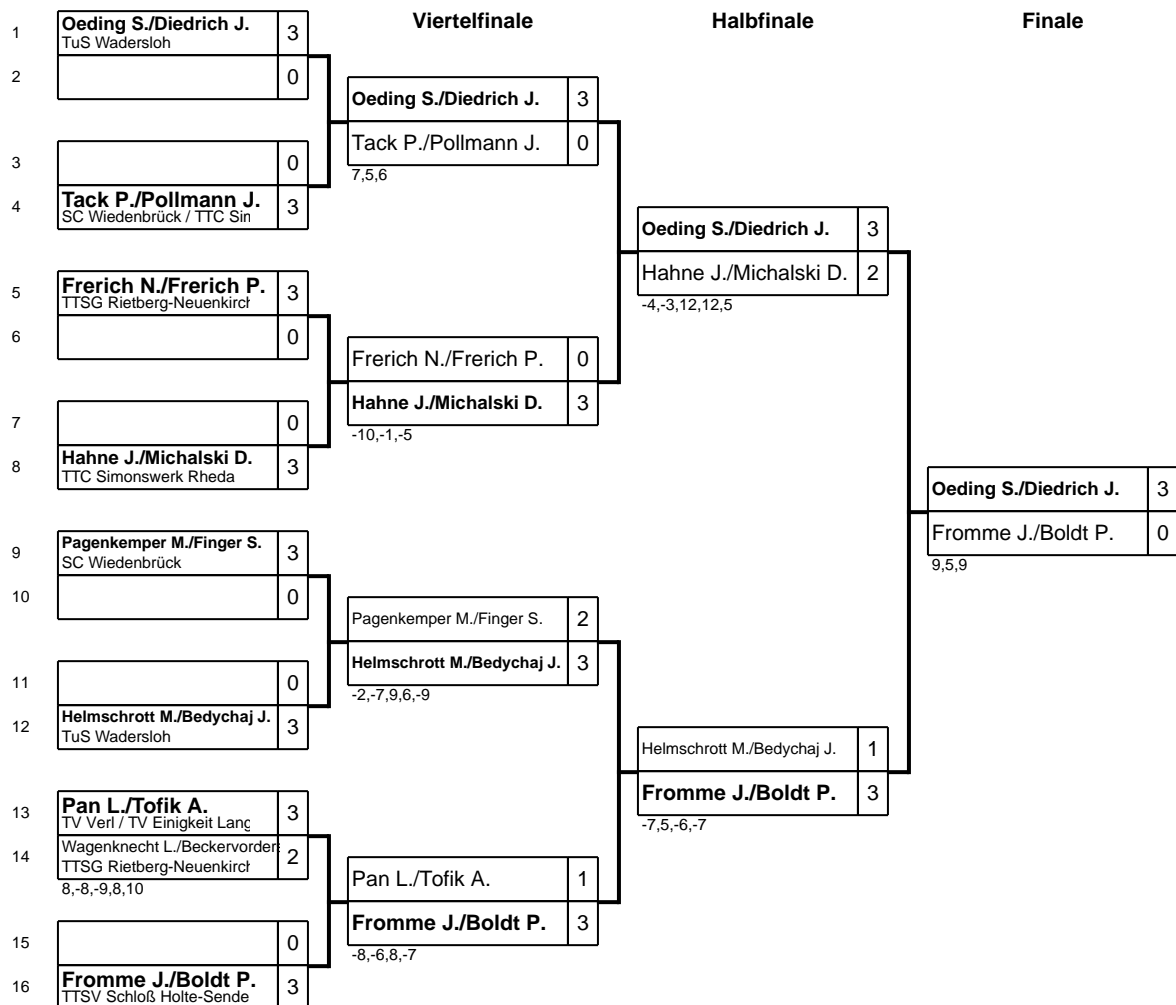 Viertelfinale Halbfinale Finale
1 Oeding S./Diedrich J. 3
TuS Wadersloh
2 0
3 0
4 Tack P./Pollmann J. 3
SC Wiedenbrück / TTC Sin
5 Frerich N./Frerich P. 3
TTSG Rietberg-Neuenkirch
6 0
7 0
8 Hahne J./Michalski D. 3
TTC Simonswerk Rheda
9 Pagenkemper M./Finger S. 3
SC Wiedenbrück
10 0
11 0
12 Helmschrott M./Bedychaj J. 3
TuS Wadersloh
13 Pan L./Tofik A. 3
TV Verl / TV Einigkeit Lang
14 Wagenknecht L./Beckervorders 2
TTSG Rietberg-Neuenkirch
8,-8,-9,8,10
15 0
16 Fromme J./Boldt P. 3
TTSV Schloß Holte-Sende
Oeding S./Diedrich J. 3
Tack P./Pollmann J. 0
7,5,6
Frerich N./Frerich P. 0
Hahne J./Michalski D. 3
-10,-1,-5
Pagenkemper M./Finger S. 2
Helmschrott M./Bedychaj J. 3
-2,-7,9,6,-9
Pan L./Tofik A. 1
Fromme J./Boldt P. 3
-8,-6,8,-7
Oeding S./Diedrich J. 3
Hahne J./Michalski D. 2
-4,-3,12,12,5
Helmschrott M./Bedychaj J. 1
Fromme J./Boldt P. 3
-7,5,-6,-7
Oeding S./Diedrich J. 3
Fromme J./Boldt P. 0
9,5,9